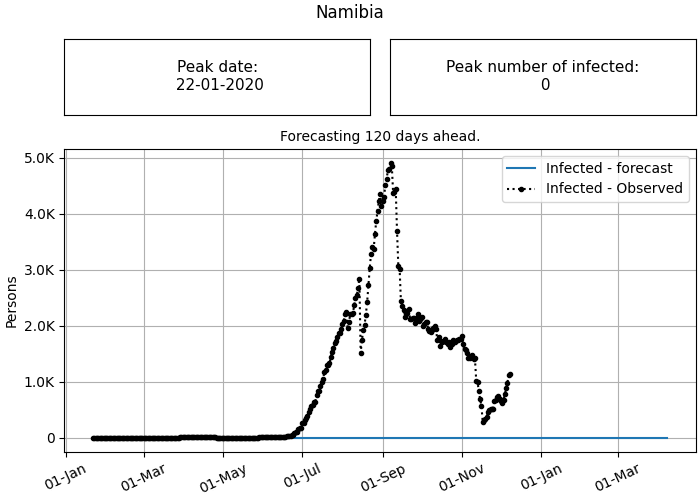 Namibia
Peak date:
22-01-2020
Peak number of infected:
0
Forecasting 120 days ahead.
Infected - forecast
Infected - Observed
5.0K
4.0K
3.0K
2.0K
1.0K
0
Persons
01-Jan
01-Mar
01-May
01-Jul
01-Sep
01-Nov
01-Jan
01-Mar